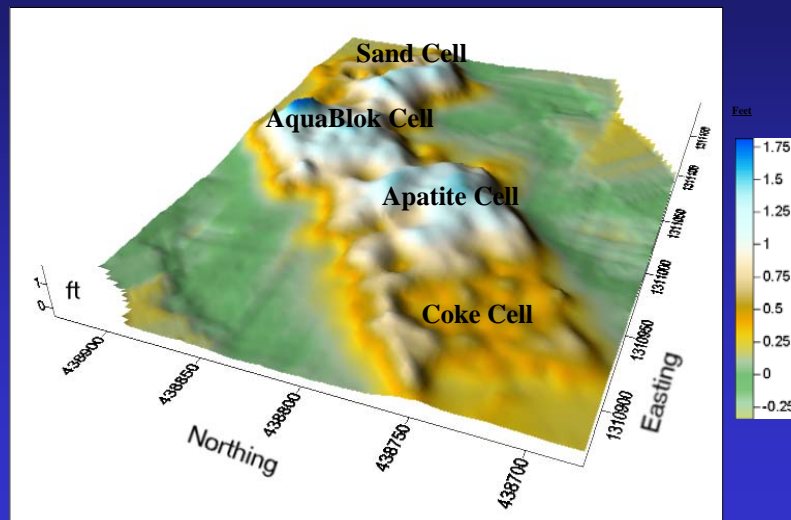 Sand Cell
AquaBlok Cell
Apatite Cell
Coke Cell
Feet
1.75
1.5
1.25
1
0.75
0.5
0.25
0
-0.25
1
0
ft
438900
438850
438800
438750
438700
Northing
1310900
1310950
1311000
1311050
Easting